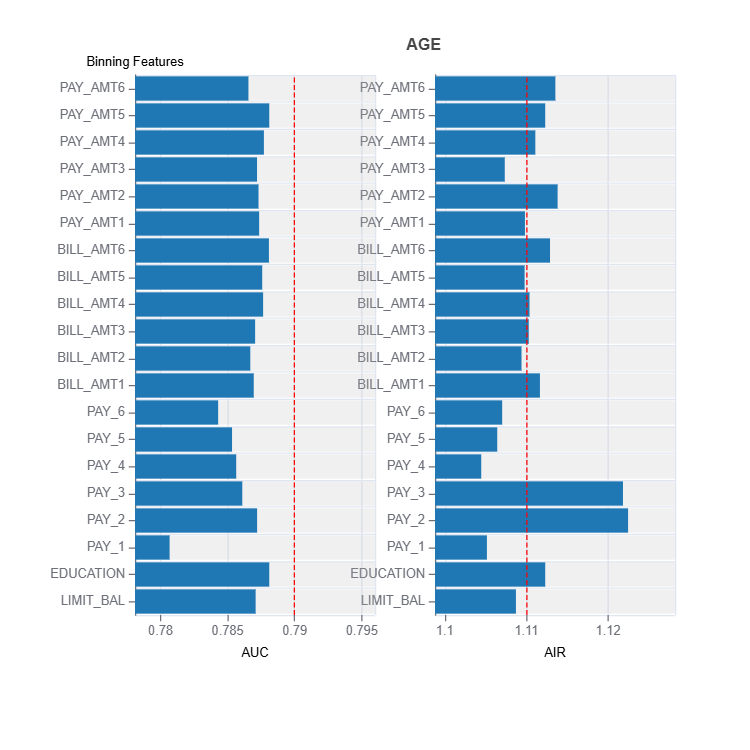 AGE
Binning Features
PAY_AMT6 PAY_AMT6
PAY_AMT5 PAY_AMT5
PAY_AMT4 PAY_AMT4
PAY_AMT3 PAY_AMT3
PAY_AMT2 PAY_AMT2
PAY_AMT1 PAY_AMT1
BILL_AMT6 BILL_AMT6
BILL_AMT5 BILL_AMT5
BILL_AMT4 BILL_AMT4
BILL_AMT3 BILL_AMT3
BILL_AMT2 BILL_AMT2
BILL_AMT1 BILL_AMT1
PAY_6 PAY_6
PAY_5 PAY_5
PAY_4 PAY_4
PAY_3 PAY_3
PAY_2 PAY_2
PAY_1 PAY_1
EDUCATION EDUCATION
LIMIT_BAL LIMIT_BAL
0.78 0.785 0.79 0.795 1.1 1.11 1.12
AUC AIR